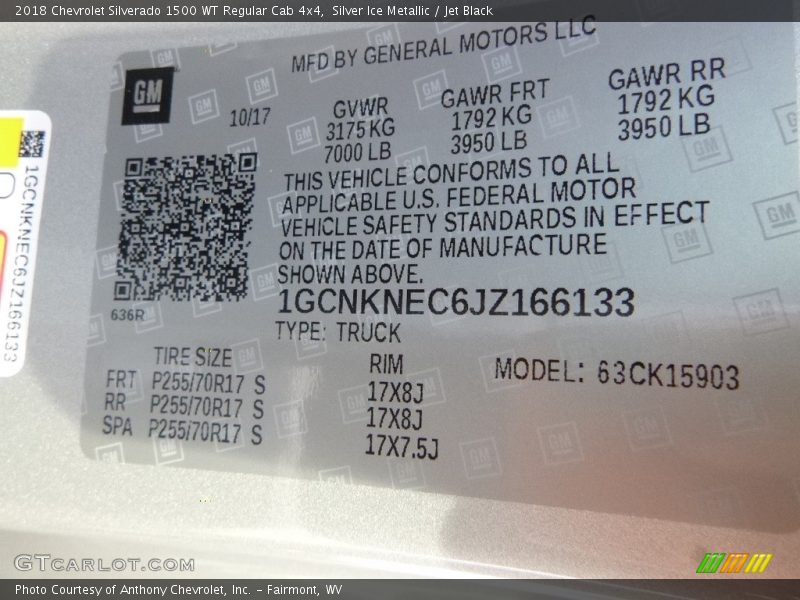 2018 Chevrolet Silverado 1500 WT Regular Cab 4x4, Silver Ice Metallic / Jet Black
MFD BY GENERAL MOTORS LLC
GM
10/17
GVWR
3175 KG
7000 LB
GAWR FRT
1792 KG
3950 LB
GAWR RR
1792 KG
3950 LB
THIS VEHICLE CONFORMS TO ALL
APPLICABLE U.S. FEDERAL MOTOR
VEHICLE SAFETY STANDARDS IN EFFECT
ON THE DATE OF MANUFACTURE
SHOWN ABOVE.
636R
1GCNKNEC6JZ166133
TYPE: TRUCK
TIRE SIZE
FRT P255/70R17 S
RR P255/70R17 S
SPA P255/70R17 S
RIM
17X8J
17X8J
17X7.5J
MODEL: 63CK15903
1GCNKNEC6JZ166133
GTCARLOT.COM
Photo Courtesy of Anthony Chevrolet, Inc. – Fairmont, WV